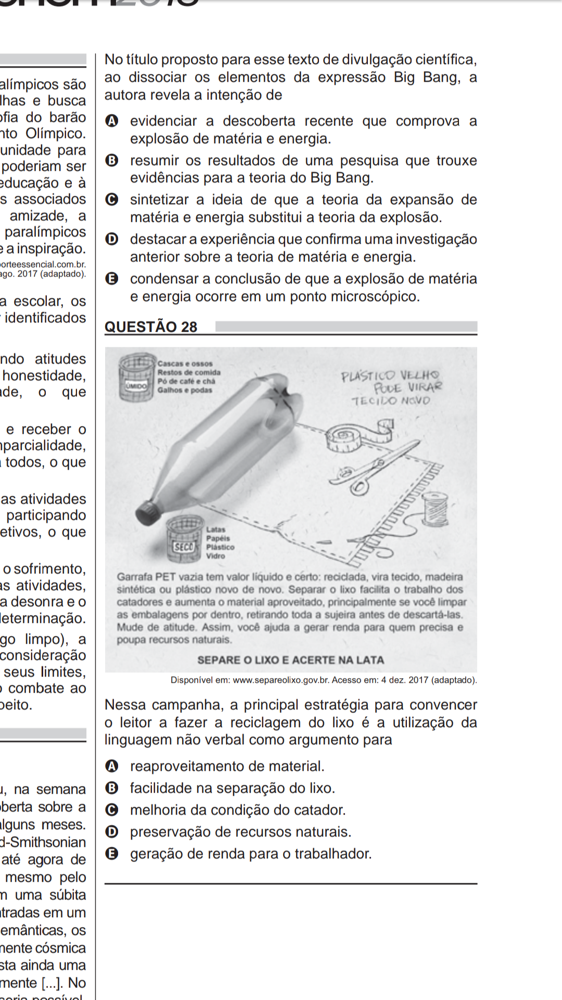 2018
alímpicos são
lhas e busca
ofia do barão
nto Olímpico.
unidade para
poderiam ser
educação e à
s associados
amizade, a
paralímpicos
e a inspiração.
porteessencial.com.br.
ago. 2017 (adaptado).
a escolar, os
r identificados
ndo atitudes
honestidade,
ade, o que
e receber o
mparcialidade,
a todos, o que
as atividades
participando
etivos, o que
o sofrimento,
as atividades,
a desonra e o
determinação.
go limpo), a
consideração
seus limites,
o combate ao
peito.
u, na semana
oberta sobre a
alguns meses.
d-Smithsonian
até agora de
mesmo pelo
m uma súbita
ntradas em um
semânticas, os
mente cósmica
sta ainda uma
mente [...]. No
seria possível
No título proposto para esse texto de divulgação científica,
ao dissociar os elementos da expressão Big Bang, a
autora revela a intenção de
A evidenciar a descoberta recente que comprova a
explosão de matéria e energia.
B resumir os resultados de uma pesquisa que trouxe
evidências para a teoria do Big Bang.
C sintetizar a ideia de que a teoria da expansão de
matéria e energia substitui a teoria da explosão.
D destacar a experiência que confirma uma investigação
anterior sobre a teoria de matéria e energia.
E condensar a conclusão de que a explosão de matéria
e energia ocorre em um ponto microscópico.
QUESTÃO 28
ÚMIDO
Cascas e ossos
Restos de comida
Pó de café e chá
Galhos e podas
PLÁSTICO VELHO
PODE VIRAR
TECIDO NOVO
SECO
Latas
Papéis
Plástico
Vidro
Garrafa PET vazia tem valor líquido e certo: reciclada, vira tecido, madeira
sintética ou plástico novo de novo. Separar o lixo facilita o trabalho dos
catadores e aumenta o material aproveitado, principalmente se você limpar
as embalagens por dentro, retirando toda a sujeira antes de descartá-las.
Mude de atitude. Assim, você ajuda a gerar renda para quem precisa e
poupa recursos naturais.
SEPARE O LIXO E ACERTE NA LATA
Disponível em: www.separeolixo.gov.br. Acesso em: 4 dez. 2017 (adaptado).
Nessa campanha, a principal estratégia para convencer
o leitor a fazer a reciclagem do lixo é a utilização da
linguagem não verbal como argumento para
A reaproveitamento de material.
B facilidade na separação do lixo.
C melhoria da condição do catador.
D preservação de recursos naturais.
E geração de renda para o trabalhador.